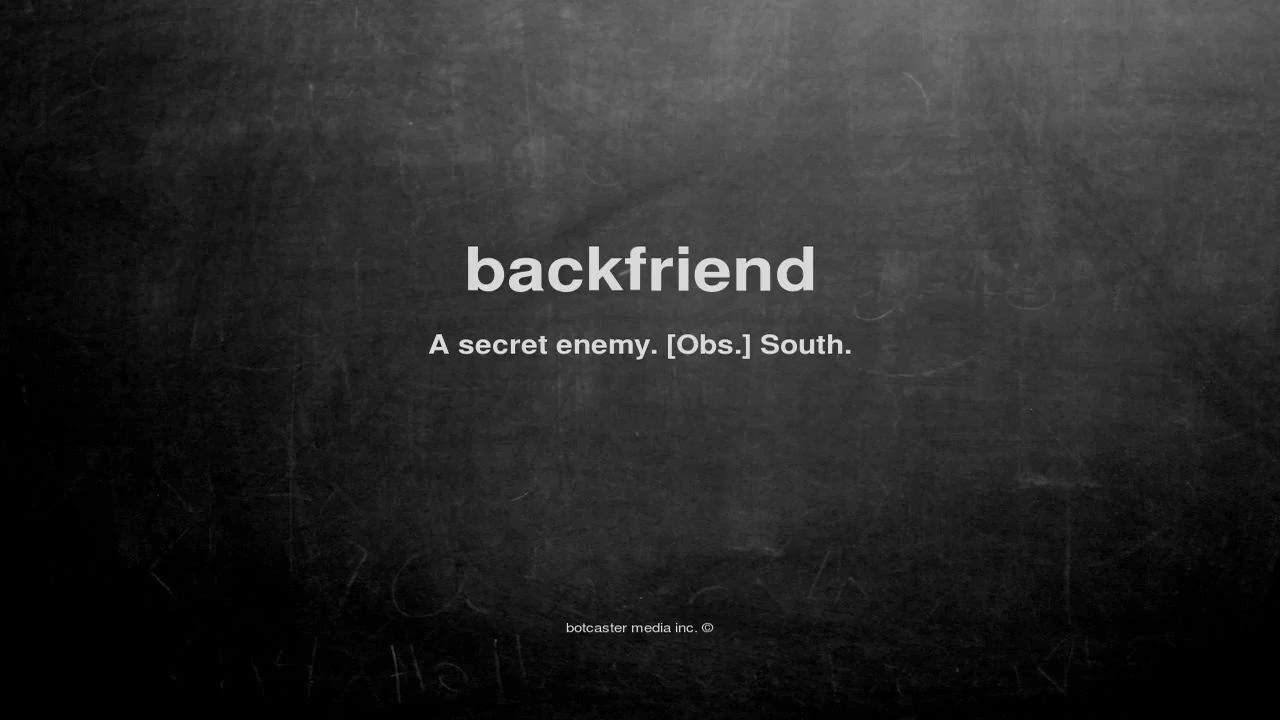 backfriend
A secret enemy. [Obs.] South.
botcaster media inc. ©